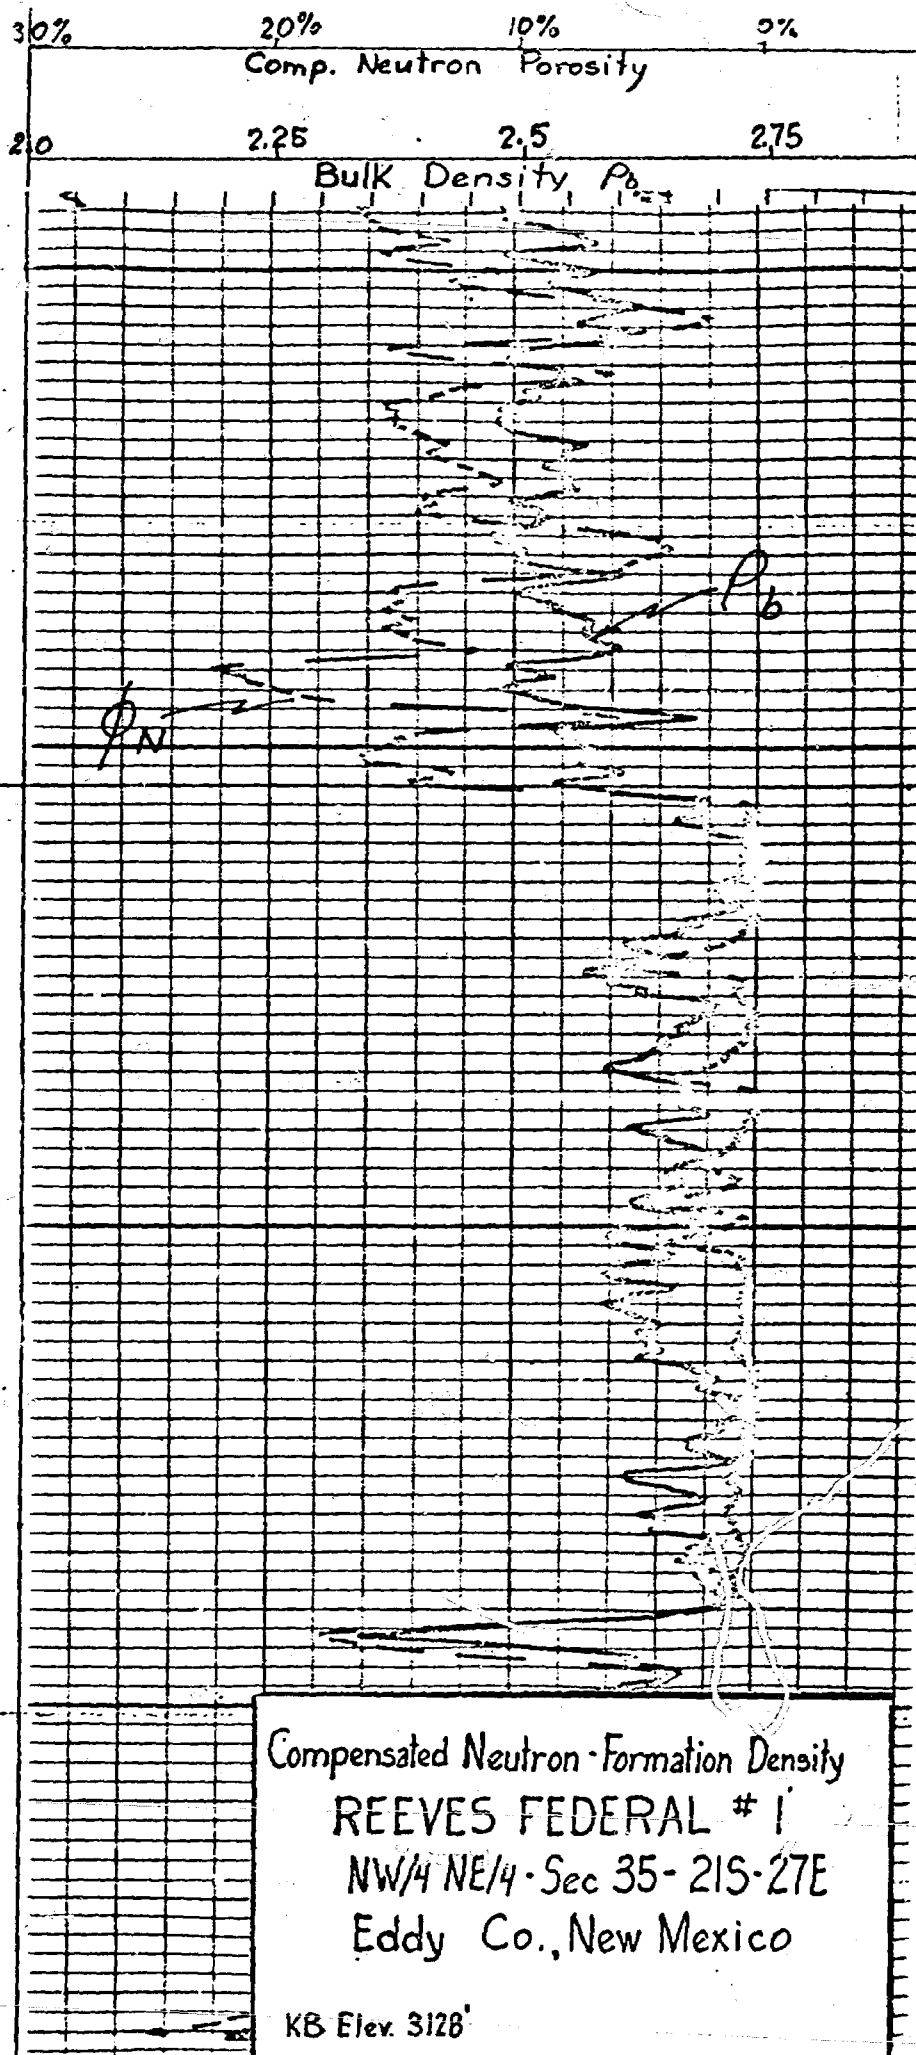 30% 20% 10% 0%
Comp. Neutron Porosity
2.0 2.25 2.5 2.75
Bulk Density ρb
ρb
ϕN
Compensated Neutron - Formation Density
REEVES FEDERAL #1
NW/4 NE/4 - Sec 35 - 21S - 27E
Eddy Co., New Mexico
KB Elev. 3128'